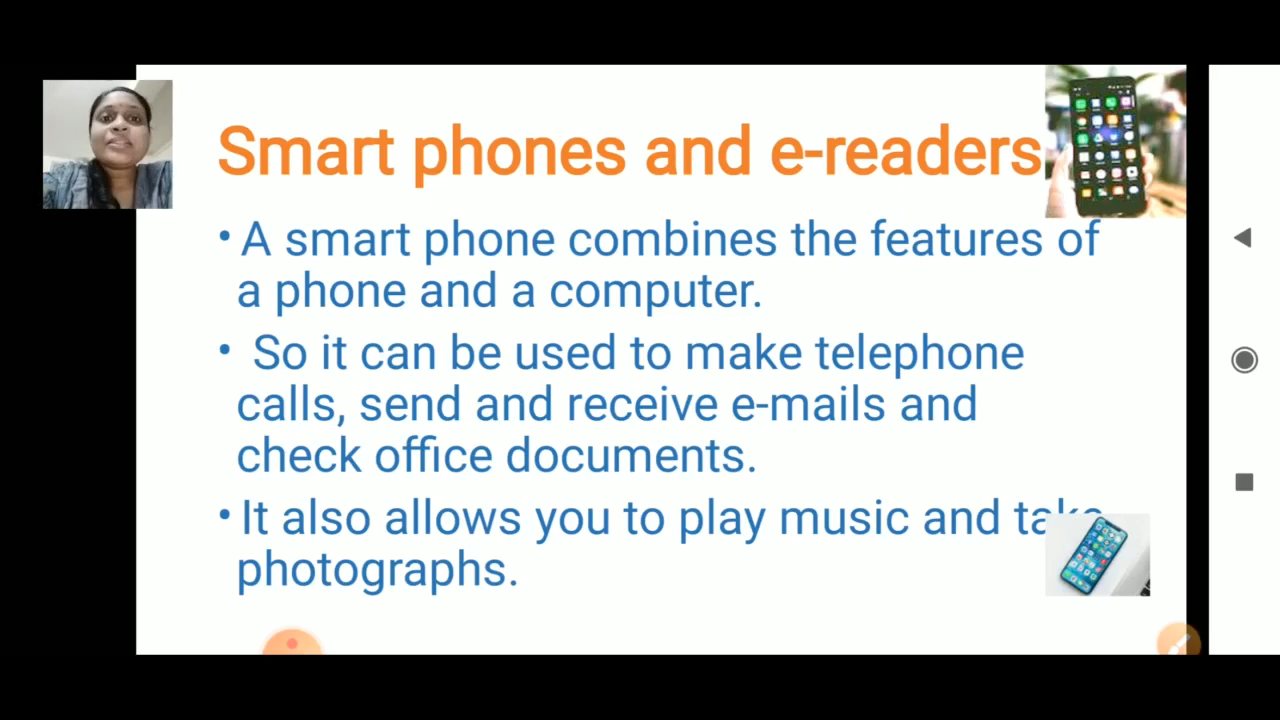 Smart phones and e-readers
• A smart phone combines the features of
a phone and a computer.
• So it can be used to make telephone
calls, send and receive e-mails and
check office documents.
• It also allows you to play music and take
photographs.